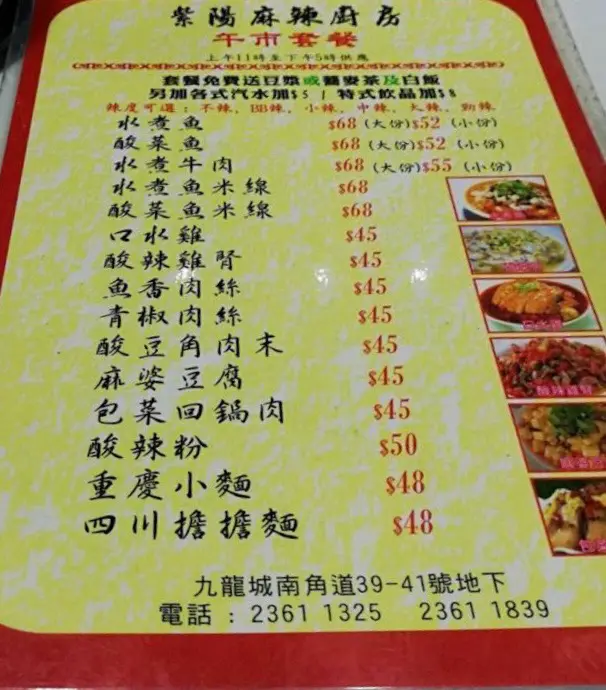 紫陽麻辣廚房
午市套餐
上午11時至下午5時供應
套餐免費送豆漿或蕎麥茶及白飯
另加各式汽水加$5 / 特式飲品加$8
辣度可選：不辣, BB辣, 小辣, 中辣, 大辣, 勁辣
水煮魚 $68 (大份) $52 (小份)
酸菜魚 $68 (大份) $52 (小份)
水煮牛肉 $68 (大份) $55 (小份)
水煮魚米線 $68
酸菜魚米線 $68
口水雞 $45
酸辣雞腎 $45
魚香肉絲 $45
青椒肉絲 $45
酸豆角肉末 $45
麻婆豆腐 $45
包菜回鍋肉 $45
酸辣粉 $50
重慶小麵 $48
四川擔擔麵 $48
九龍城南角道39-41號地下
電話：2361 1325 2361 1839